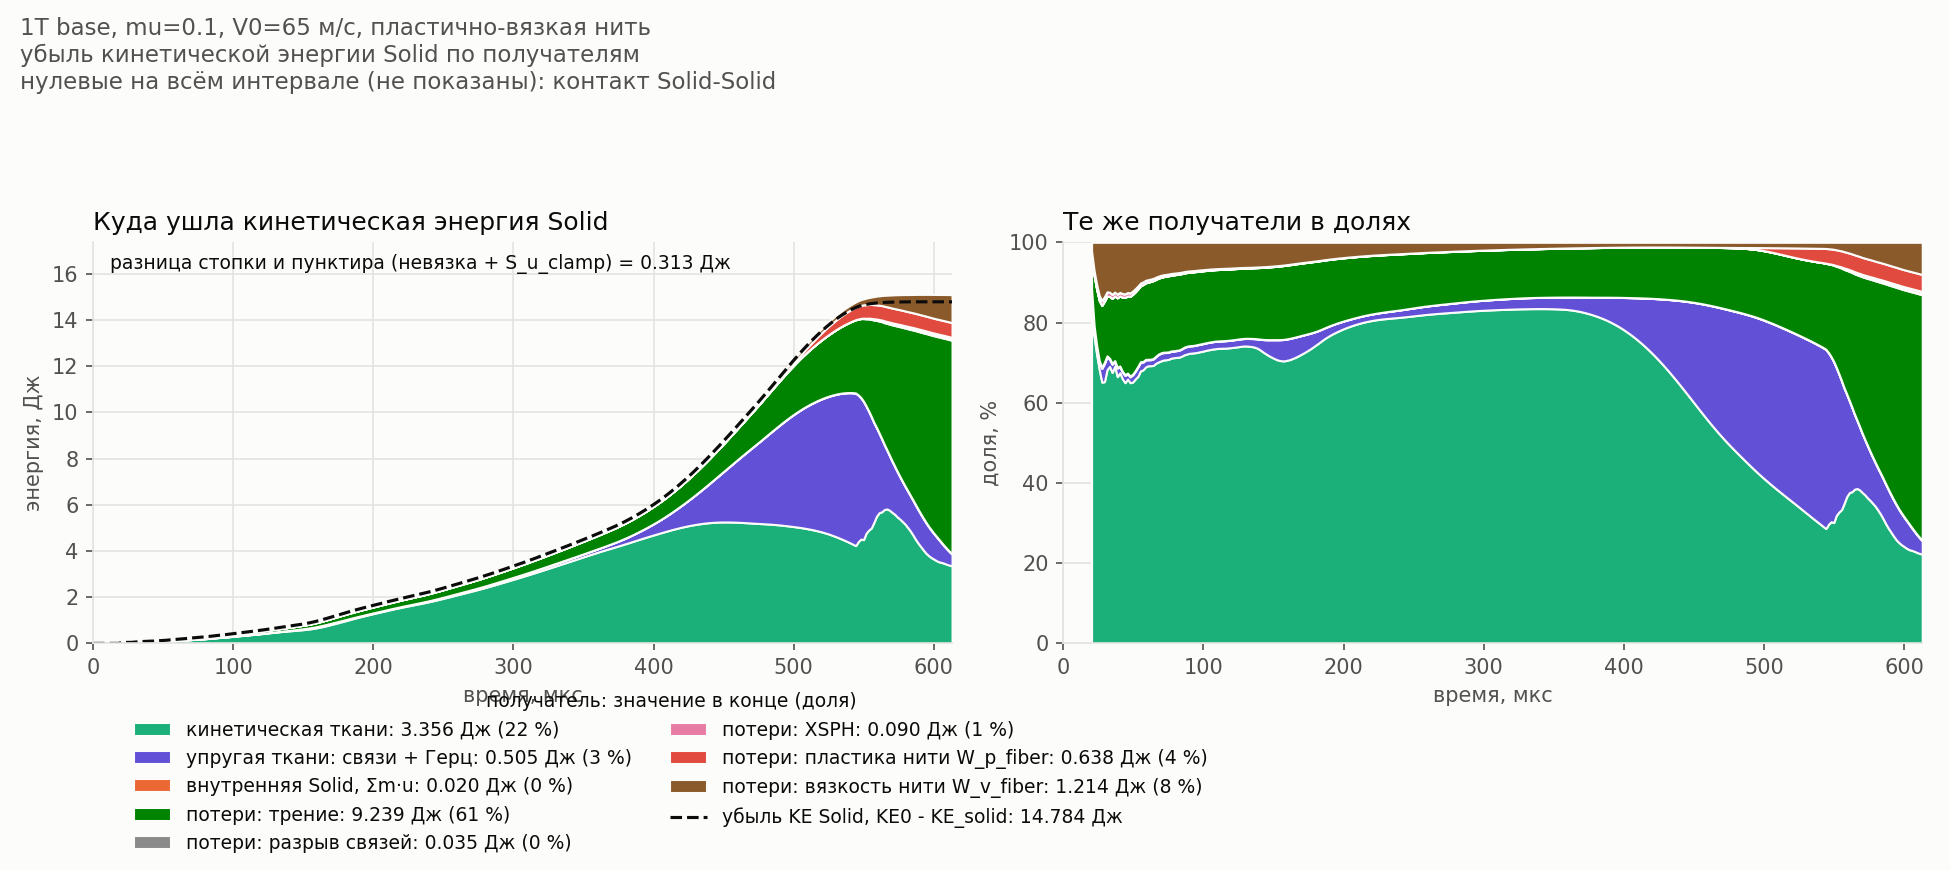 1T base, mu=0.1, V0=65 м/с, пластично-вязкая нить
убыль кинетической энергии Solid по получателям
нулевые на всём интервале (не показаны): контакт Solid-Solid
Куда ушла кинетическая энергия Solid
разница стопки и пунктира (невязка + S_u_clamp) = 0.313 Дж
энергия, Дж
16
14
12
10
8
6
4
2
0
0 100 200 300 400 500 600
время, мкс
Те же получатели в долях
доля, %
100
80
60
40
20
0
0 100 200 300 400 500 600
время, мкс
получатель: значение в конце (доля)
кинетическая ткани: 3.356 Дж (22 %)
упругая ткани: связи + Герц: 0.505 Дж (3 %)
внутренняя Solid, Σm·u: 0.020 Дж (0 %)
потери: трение: 9.239 Дж (61 %)
потери: разрыв связей: 0.035 Дж (0 %)
потери: XSPH: 0.090 Дж (1 %)
потери: пластика нити W_p_fiber: 0.638 Дж (4 %)
потери: вязкость нити W_v_fiber: 1.214 Дж (8 %)
убыль KE Solid, KE0 - KE_solid: 14.784 Дж